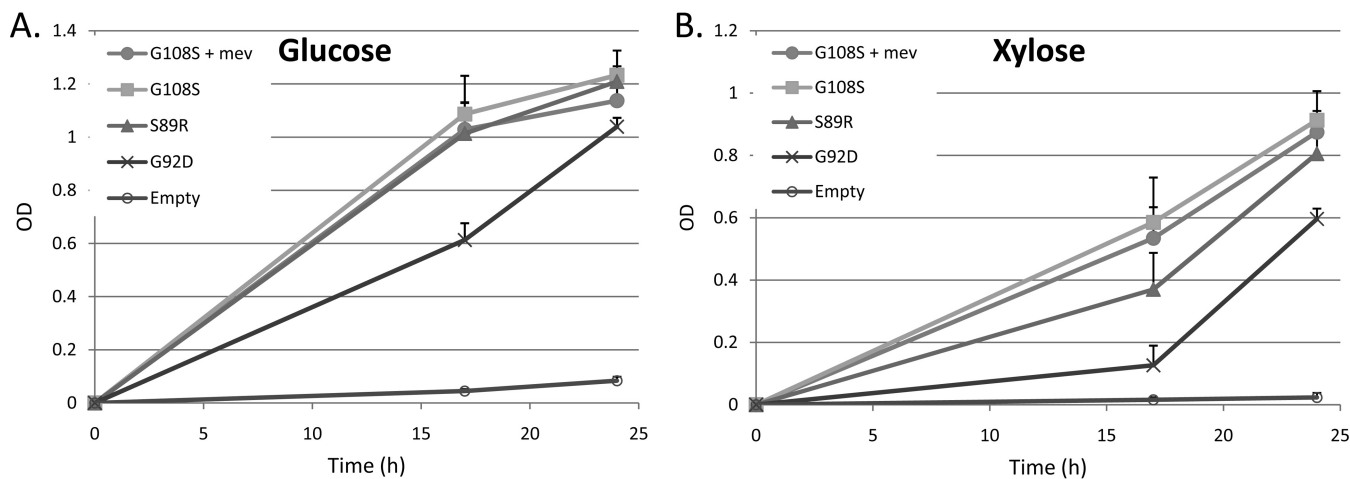 A.
Glucose
G108S + mev
G108S
S89R
G92D
Empty
1.4
1.2
1
0.8
0.6
0.4
0.2
0
OD
0 5 10 15 20 25
Time (h)
B.
Xylose
G108S + mev
G108S
S89R
G92D
Empty
1.2
1
0.8
0.6
0.4
0.2
0
OD
0 5 10 15 20 25
Time (h)